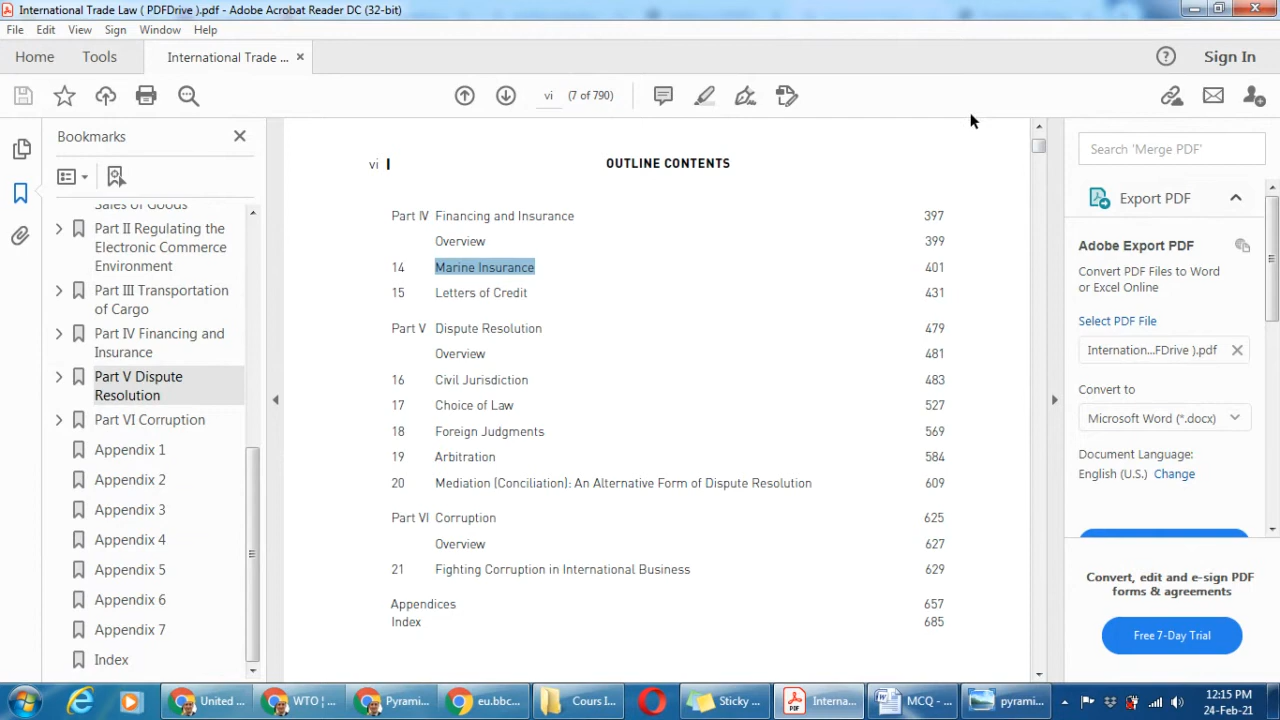 International Trade Law ( PDFDrive ).pdf - Adobe Acrobat Reader DC (32-bit)
File Edit View Sign Window Help
Home Tools International Trade ... × Sign In
vi (7 of 790)
Bookmarks
Sales of Goods
Part II Regulating the
Electronic Commerce
Environment
Part III Transportation
of Cargo
Part IV Financing and
Insurance
Part V Dispute
Resolution
Part VI Corruption
Appendix 1
Appendix 2
Appendix 3
Appendix 4
Appendix 5
Appendix 6
Appendix 7
Index
vi | OUTLINE CONTENTS
Part IV Financing and Insurance 397
Overview 399
14 Marine Insurance 401
15 Letters of Credit 431
Part V Dispute Resolution 479
Overview 481
16 Civil Jurisdiction 483
17 Choice of Law 527
18 Foreign Judgments 569
19 Arbitration 584
20 Mediation (Conciliation): An Alternative Form of Dispute Resolution 609
Part VI Corruption 625
Overview 627
21 Fighting Corruption in International Business 629
Appendices 657
Index 685
Search 'Merge PDF'
Export PDF
Adobe Export PDF
Convert PDF Files to Word
or Excel Online
Select PDF File
Internation...FDrive ).pdf ×
Convert to
Microsoft Word (*.docx)
Document Language:
English (U.S.) Change
Convert, edit and e-sign PDF
forms & agreements
Free 7-Day Trial
United ... WTO | ... Pyrami... eu.bbc... Cours I... Sticky ... Interna... MCQ - ... pyrami... 12:15 PM
24-Feb-21